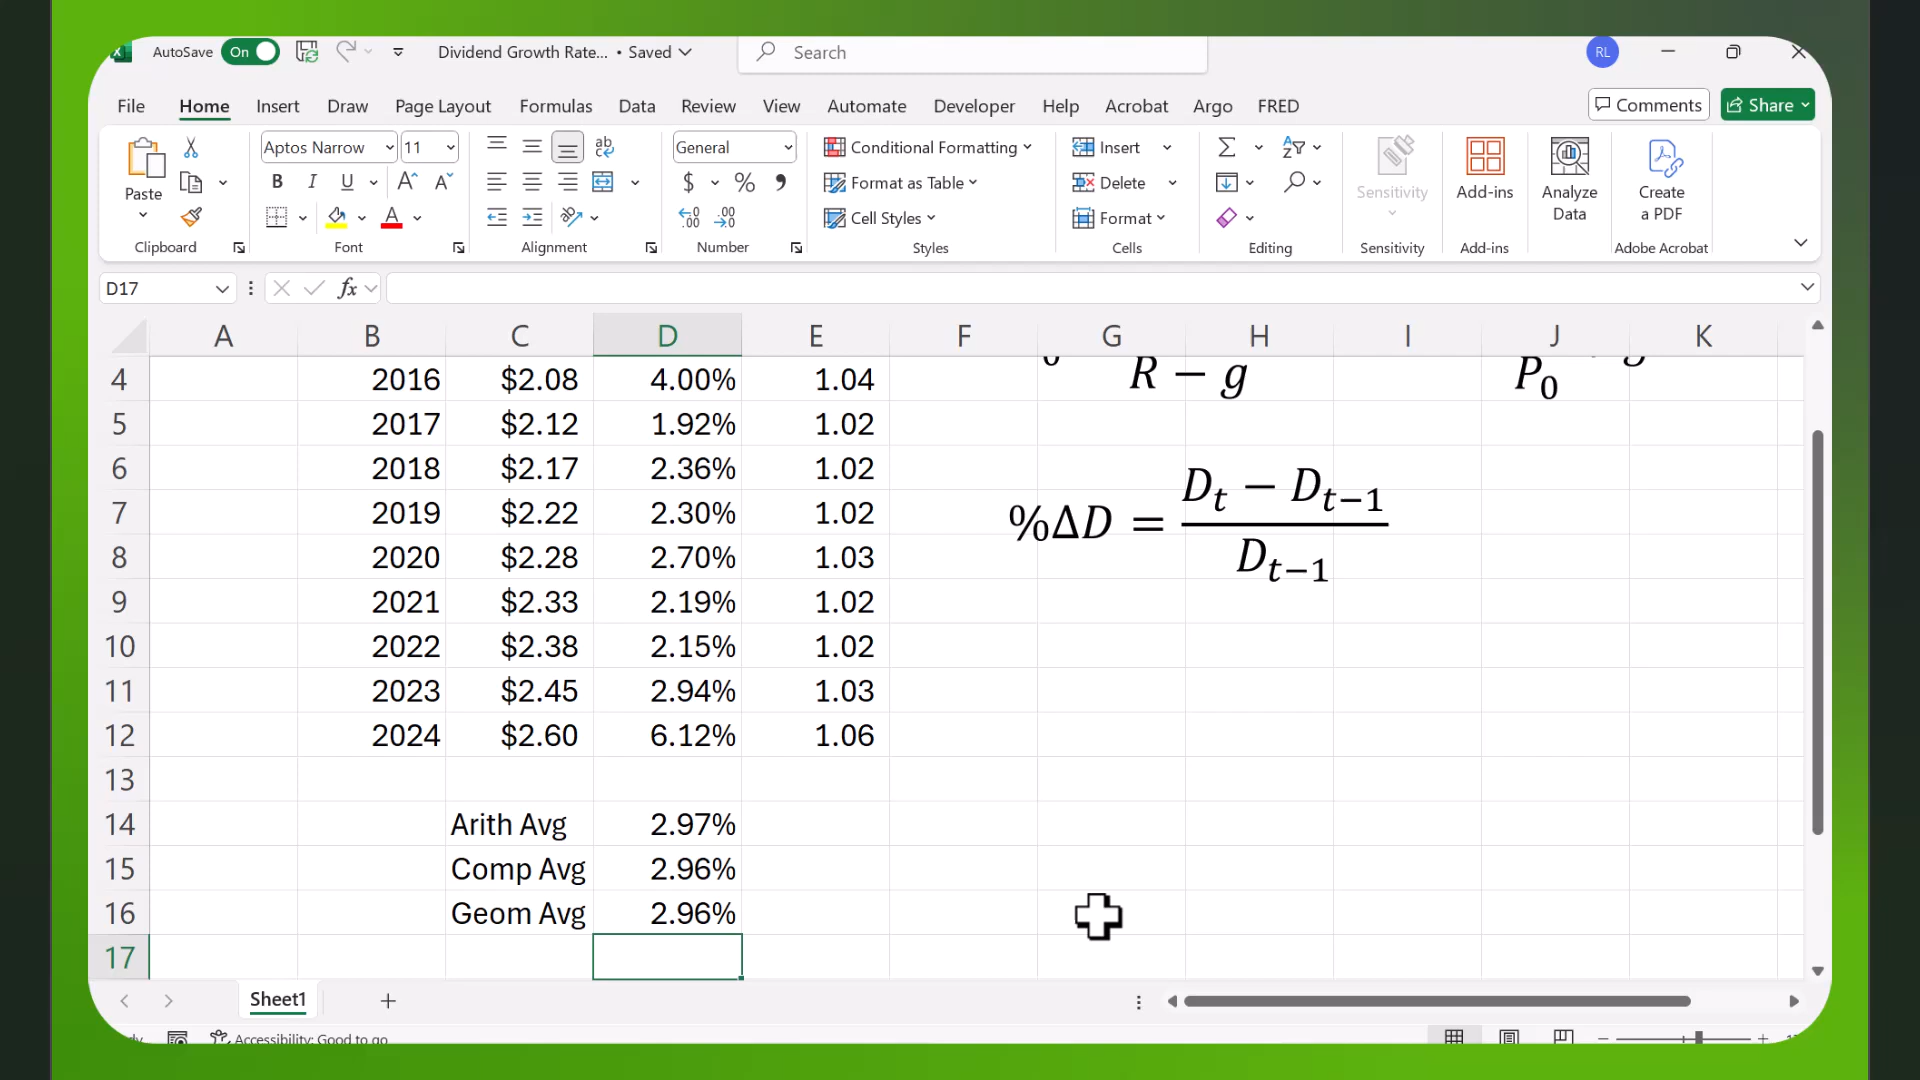 AutoSave On Dividend Growth Rate... • Saved Search RL
File Home Insert Draw Page Layout Formulas Data Review View Automate Developer Help Acrobat Argo FRED Comments Share
Aptos Narrow 11 General Conditional Formatting Insert
Paste B I U $ % Format as Table Delete Sensitivity Add-ins Analyze Data Create a PDF
Cell Styles Format
Clipboard Font Alignment Number Styles Cells Editing Sensitivity Add-ins Adobe Acrobat
D17 fx
A B C D E F G H I J K
4 2016 $2.08 4.00% 1.04 R − g P0
5 2017 $2.12 1.92% 1.02
6 2018 $2.17 2.36% 1.02
7 2019 $2.22 2.30% 1.02
8 2020 $2.28 2.70% 1.03
9 2021 $2.33 2.19% 1.02
10 2022 $2.38 2.15% 1.02
11 2023 $2.45 2.94% 1.03
12 2024 $2.60 6.12% 1.06
13
14 Arith Avg 2.97%
15 Comp Avg 2.96%
16 Geom Avg 2.96%
17
Dt − Dt−1
%ΔD =
Dt−1
Sheet1
Accessibility: Good to go